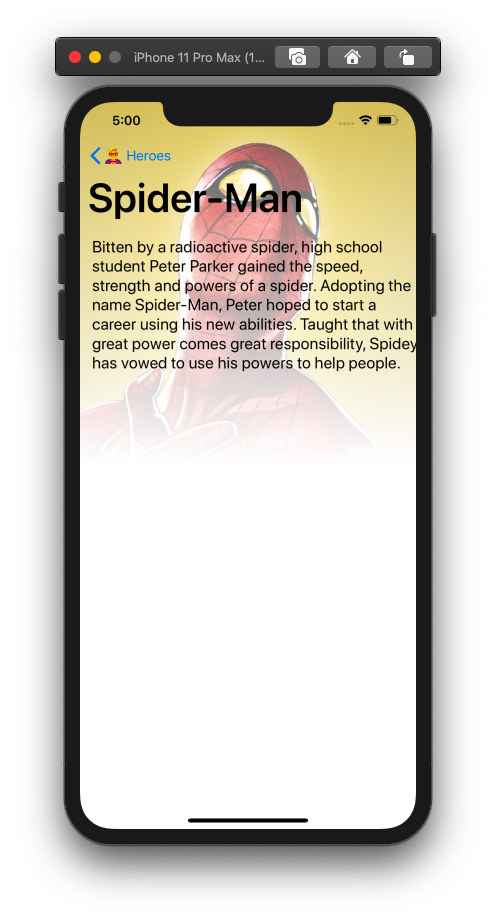 iPhone 11 Pro Max (1...
5:00
Heroes
Spider-Man
Bitten by a radioactive spider, high school
student Peter Parker gained the speed,
strength and powers of a spider. Adopting the
name Spider-Man, Peter hoped to start a
career using his new abilities. Taught that with
great power comes great responsibility, Spidey
has vowed to use his powers to help people.